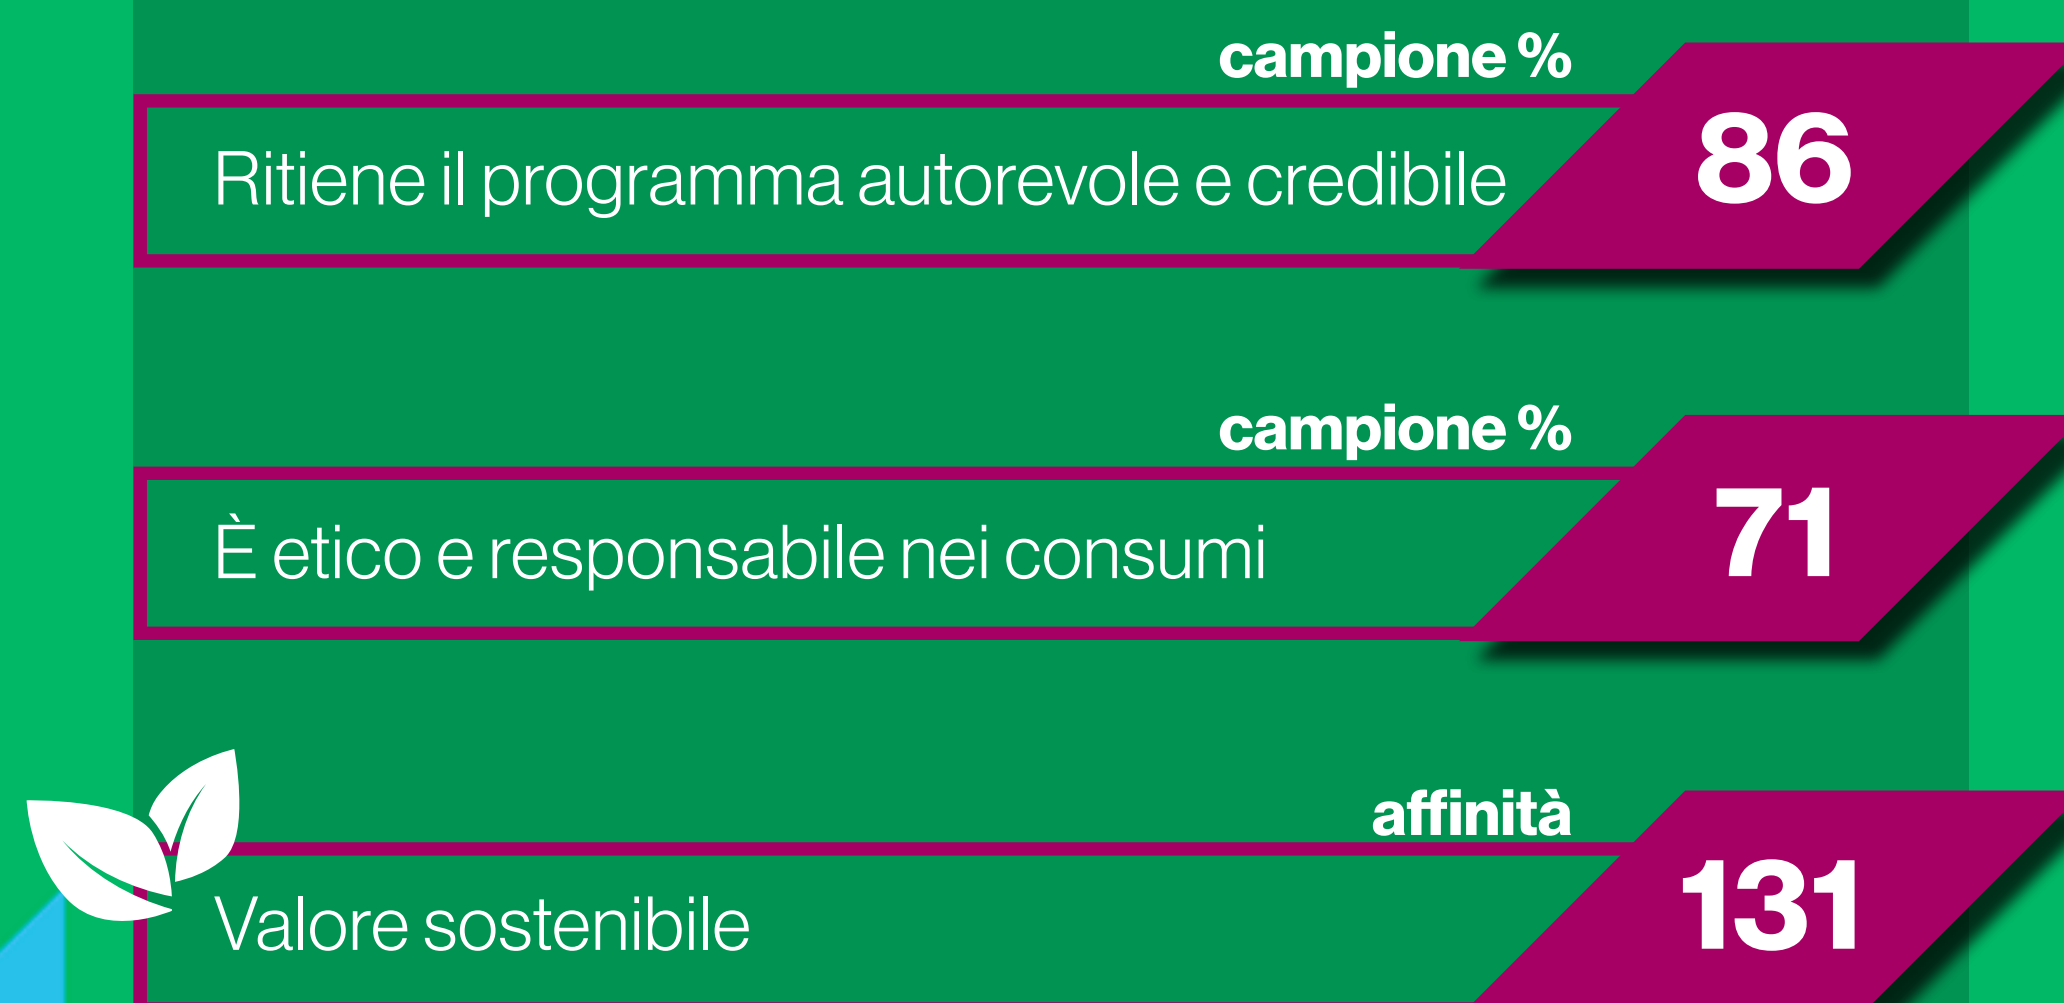 campione %
Ritiene il programma autorevole e credibile
86
campione %
È etico e responsabile nei consumi
71
affinità
Valore sostenibile
131